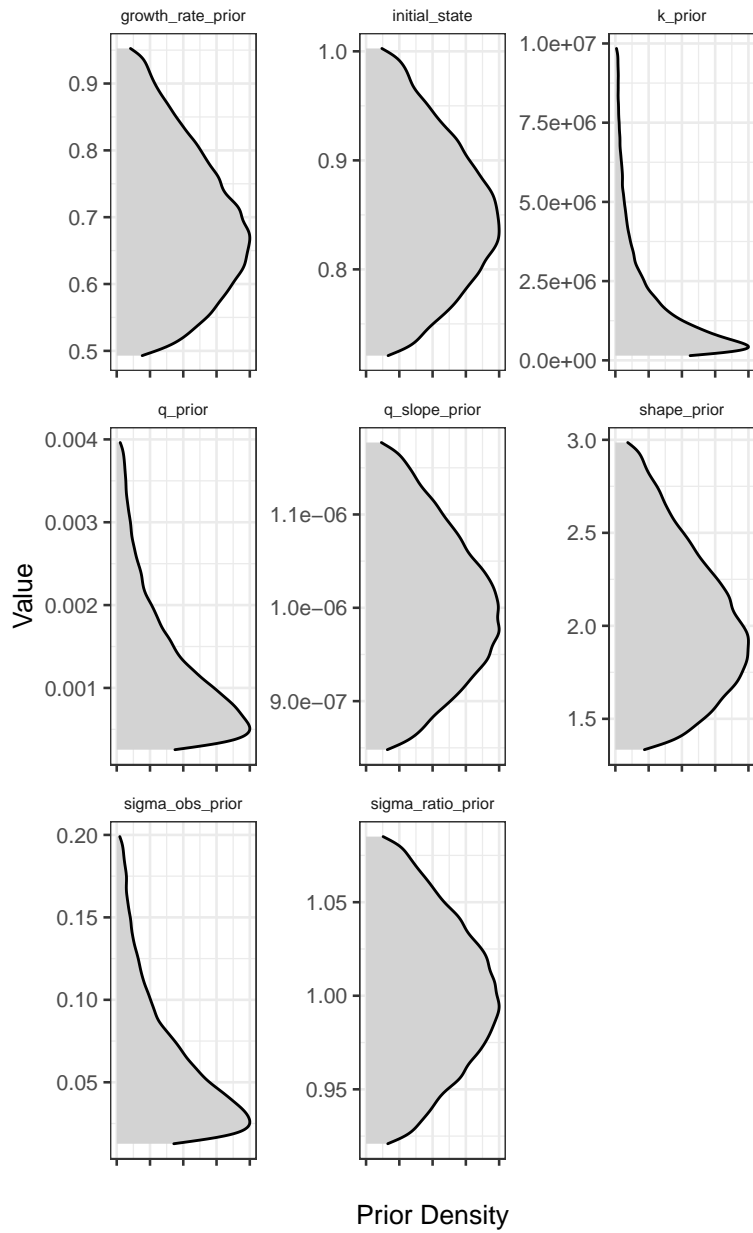 growth_rate_prior
initial_state
k_prior
0.9
0.8
0.7
0.6
0.5
1.0
0.9
0.8
1.0e+07
7.5e+06
5.0e+06
2.5e+06
0.0e+00
q_prior
q_slope_prior
shape_prior
Value
0.004
0.003
0.002
0.001
1.1e−06
1.0e−06
9.0e−07
3.0
2.5
2.0
1.5
sigma_obs_prior
sigma_ratio_prior
0.20
0.15
0.10
0.05
1.05
1.00
0.95
Prior Density